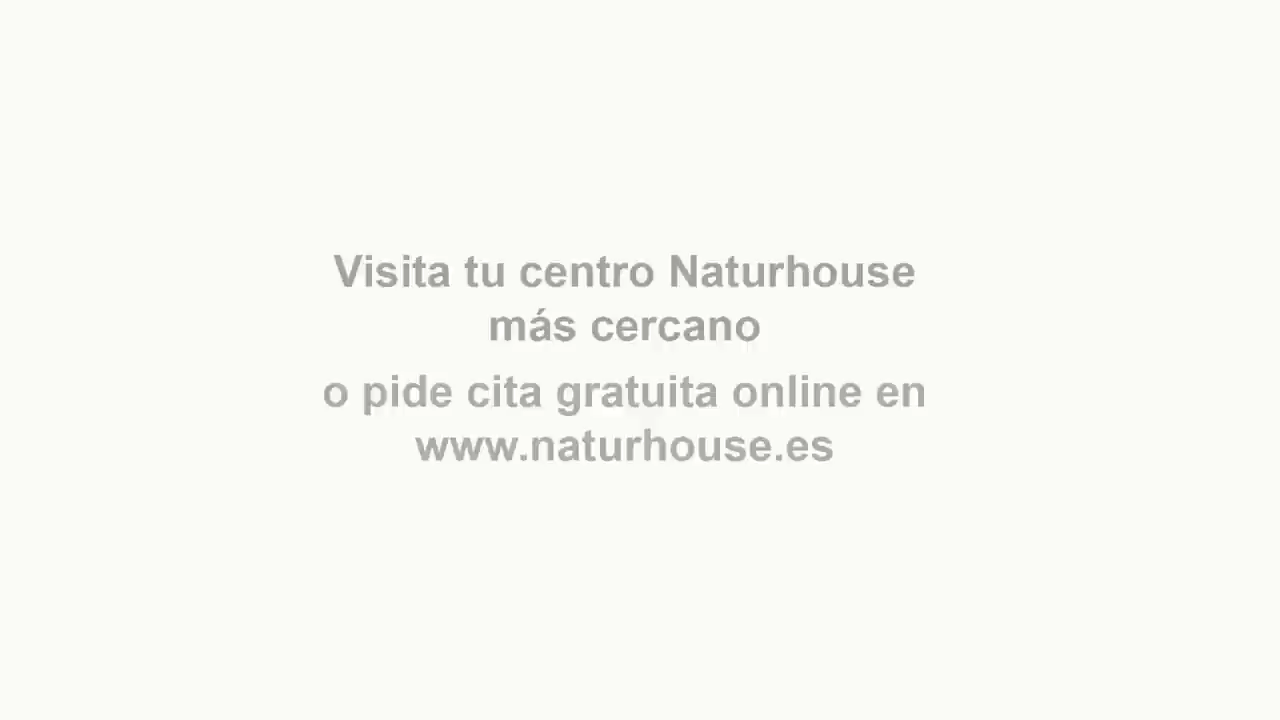 Visita tu centro Naturhouse
más cercano
o pide cita gratuita online en
www.naturhouse.es